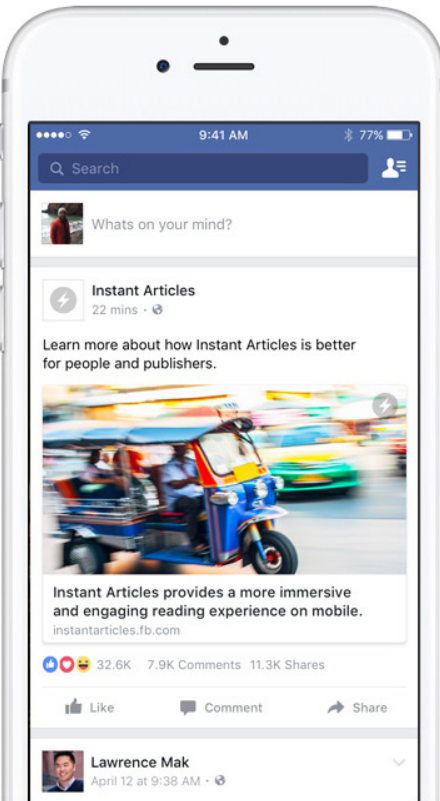 9:41 AM
77%
Search
Whats on your mind?
Instant Articles
22 mins
Learn more about how Instant Articles is better
for people and publishers.
Instant Articles provides a more immersive
and engaging reading experience on mobile.
instantarticles.fb.com
32.6K 7.9K Comments 11.3K Shares
Like Comment Share
Lawrence Mak
April 12 at 9:38 AM